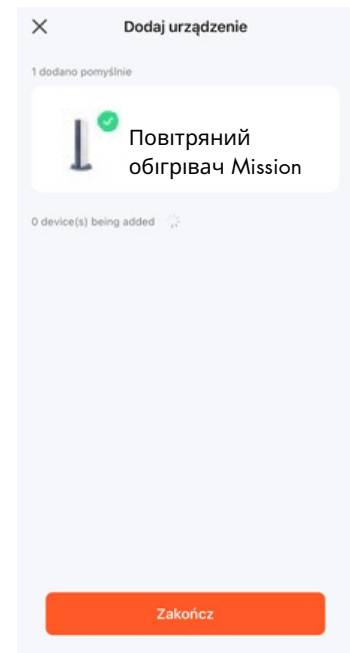 Dodaj urządzenie
1 dodano pomyślnie
Повітряний
обігрівач Mission
0 device(s) being added
Zakończ